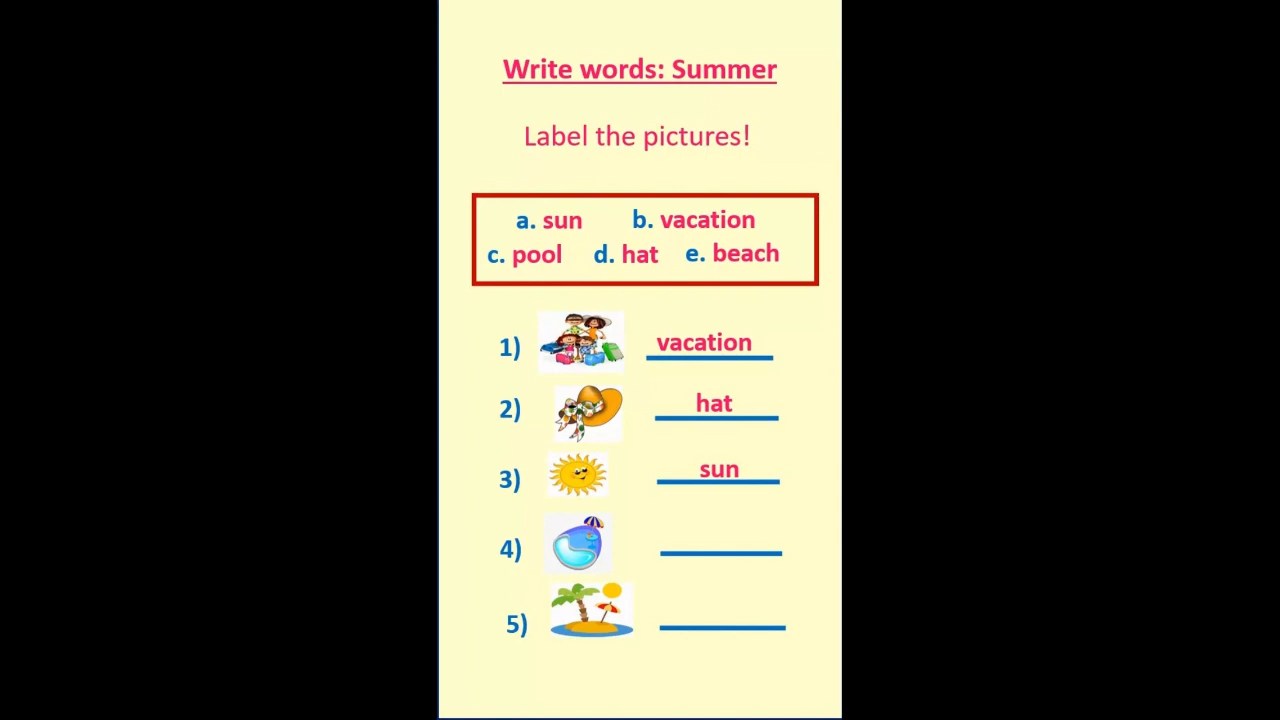 Write words: Summer
Label the pictures!
a. sun b. vacation
c. pool d. hat e. beach
1) vacation
2) hat
3) sun
4)
5)